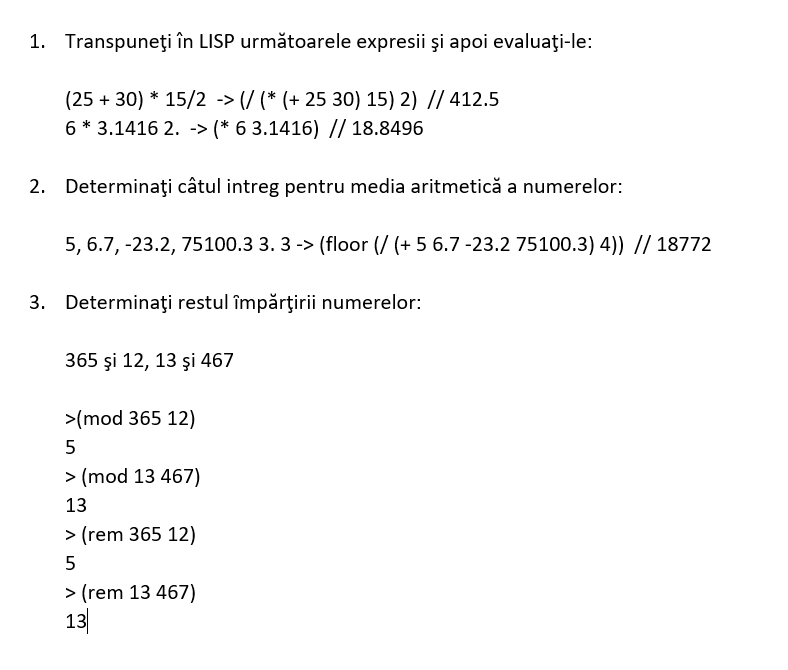 1. Transpuneţi în LISP următoarele expresii şi apoi evaluaţi-le:
(25 + 30) * 15/2 -> (/ (* (+ 25 30) 15) 2) // 412.5
6 * 3.1416 2. -> (* 6 3.1416) // 18.8496
2. Determinaţi câtul intreg pentru media aritmetică a numerelor:
5, 6.7, -23.2, 75100.3 3. 3 -> (floor (/ (+ 5 6.7 -23.2 75100.3) 4)) // 18772
3. Determinaţi restul împărţirii numerelor:
365 şi 12, 13 şi 467
>(mod 365 12)
5
> (mod 13 467)
13
> (rem 365 12)
5
> (rem 13 467)
13